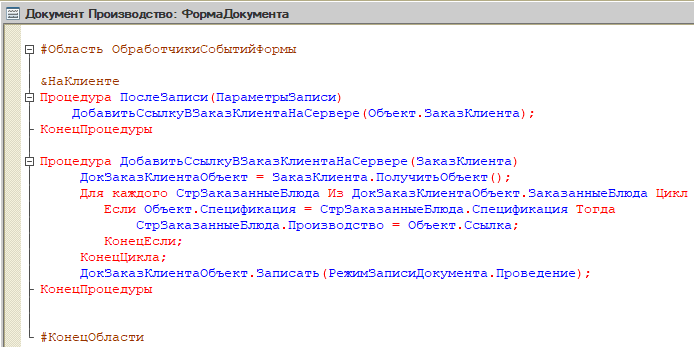 Документ Производство: ФормаДокумента
#Область ОбработчикиСобытийФормы
&НаКлиенте
Процедура ПослеЗаписи(ПараметрыЗаписи)
ДобавитьСсылкуВЗаказКлиентаНаСервере(Объект.ЗаказКлиента);
КонецПроцедуры
Процедура ДобавитьСсылкуВЗаказКлиентаНаСервере(ЗаказКлиента)
ДокЗаказКлиентаОбъект = ЗаказКлиента.ПолучитьОбъект();
Для каждого СтрЗаказанныеБлюда Из ДокЗаказКлиентаОбъект.ЗаказанныеБлюда Цикл
Если Объект.Спецификация = СтрЗаказанныеБлюда.Спецификация Тогда
СтрЗаказанныеБлюда.Производство = Объект.Ссылка;
КонецЕсли;
КонецЦикла;
ДокЗаказКлиентаОбъект.Записать(РежимЗаписиДокумента.Проведение);
КонецПроцедуры
#КонецОбласти